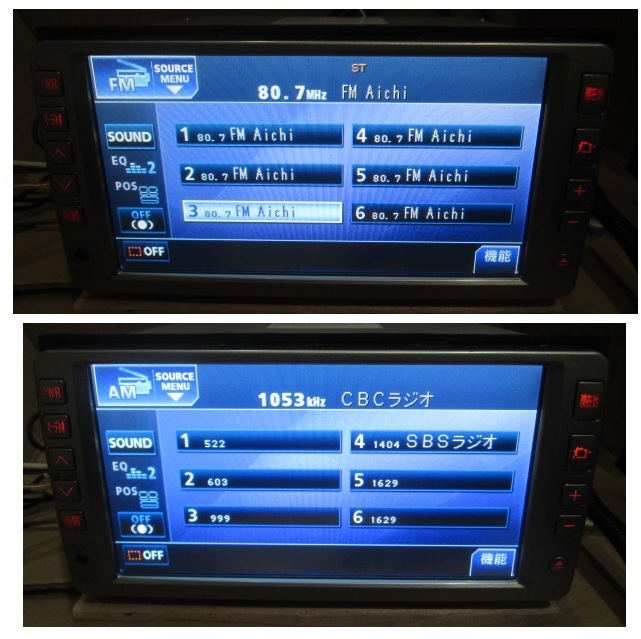 FM
SOURCE
MENU
ST
80.7MHz FM Aichi
SOUND
1 80.7 FM Aichi
4 80.7 FM Aichi
EQ 2
2 80.7 FM Aichi
5 80.7 FM Aichi
POS
3 80.7 FM Aichi
6 80.7 FM Aichi
OFF
OFF
機能
AM
SOURCE
MENU
1053kHz CBCラジオ
SOUND
1 522
4 1404 SBSラジオ
EQ 2
2 603
5 1629
POS
3 999
6 1629
OFF
OFF
機能